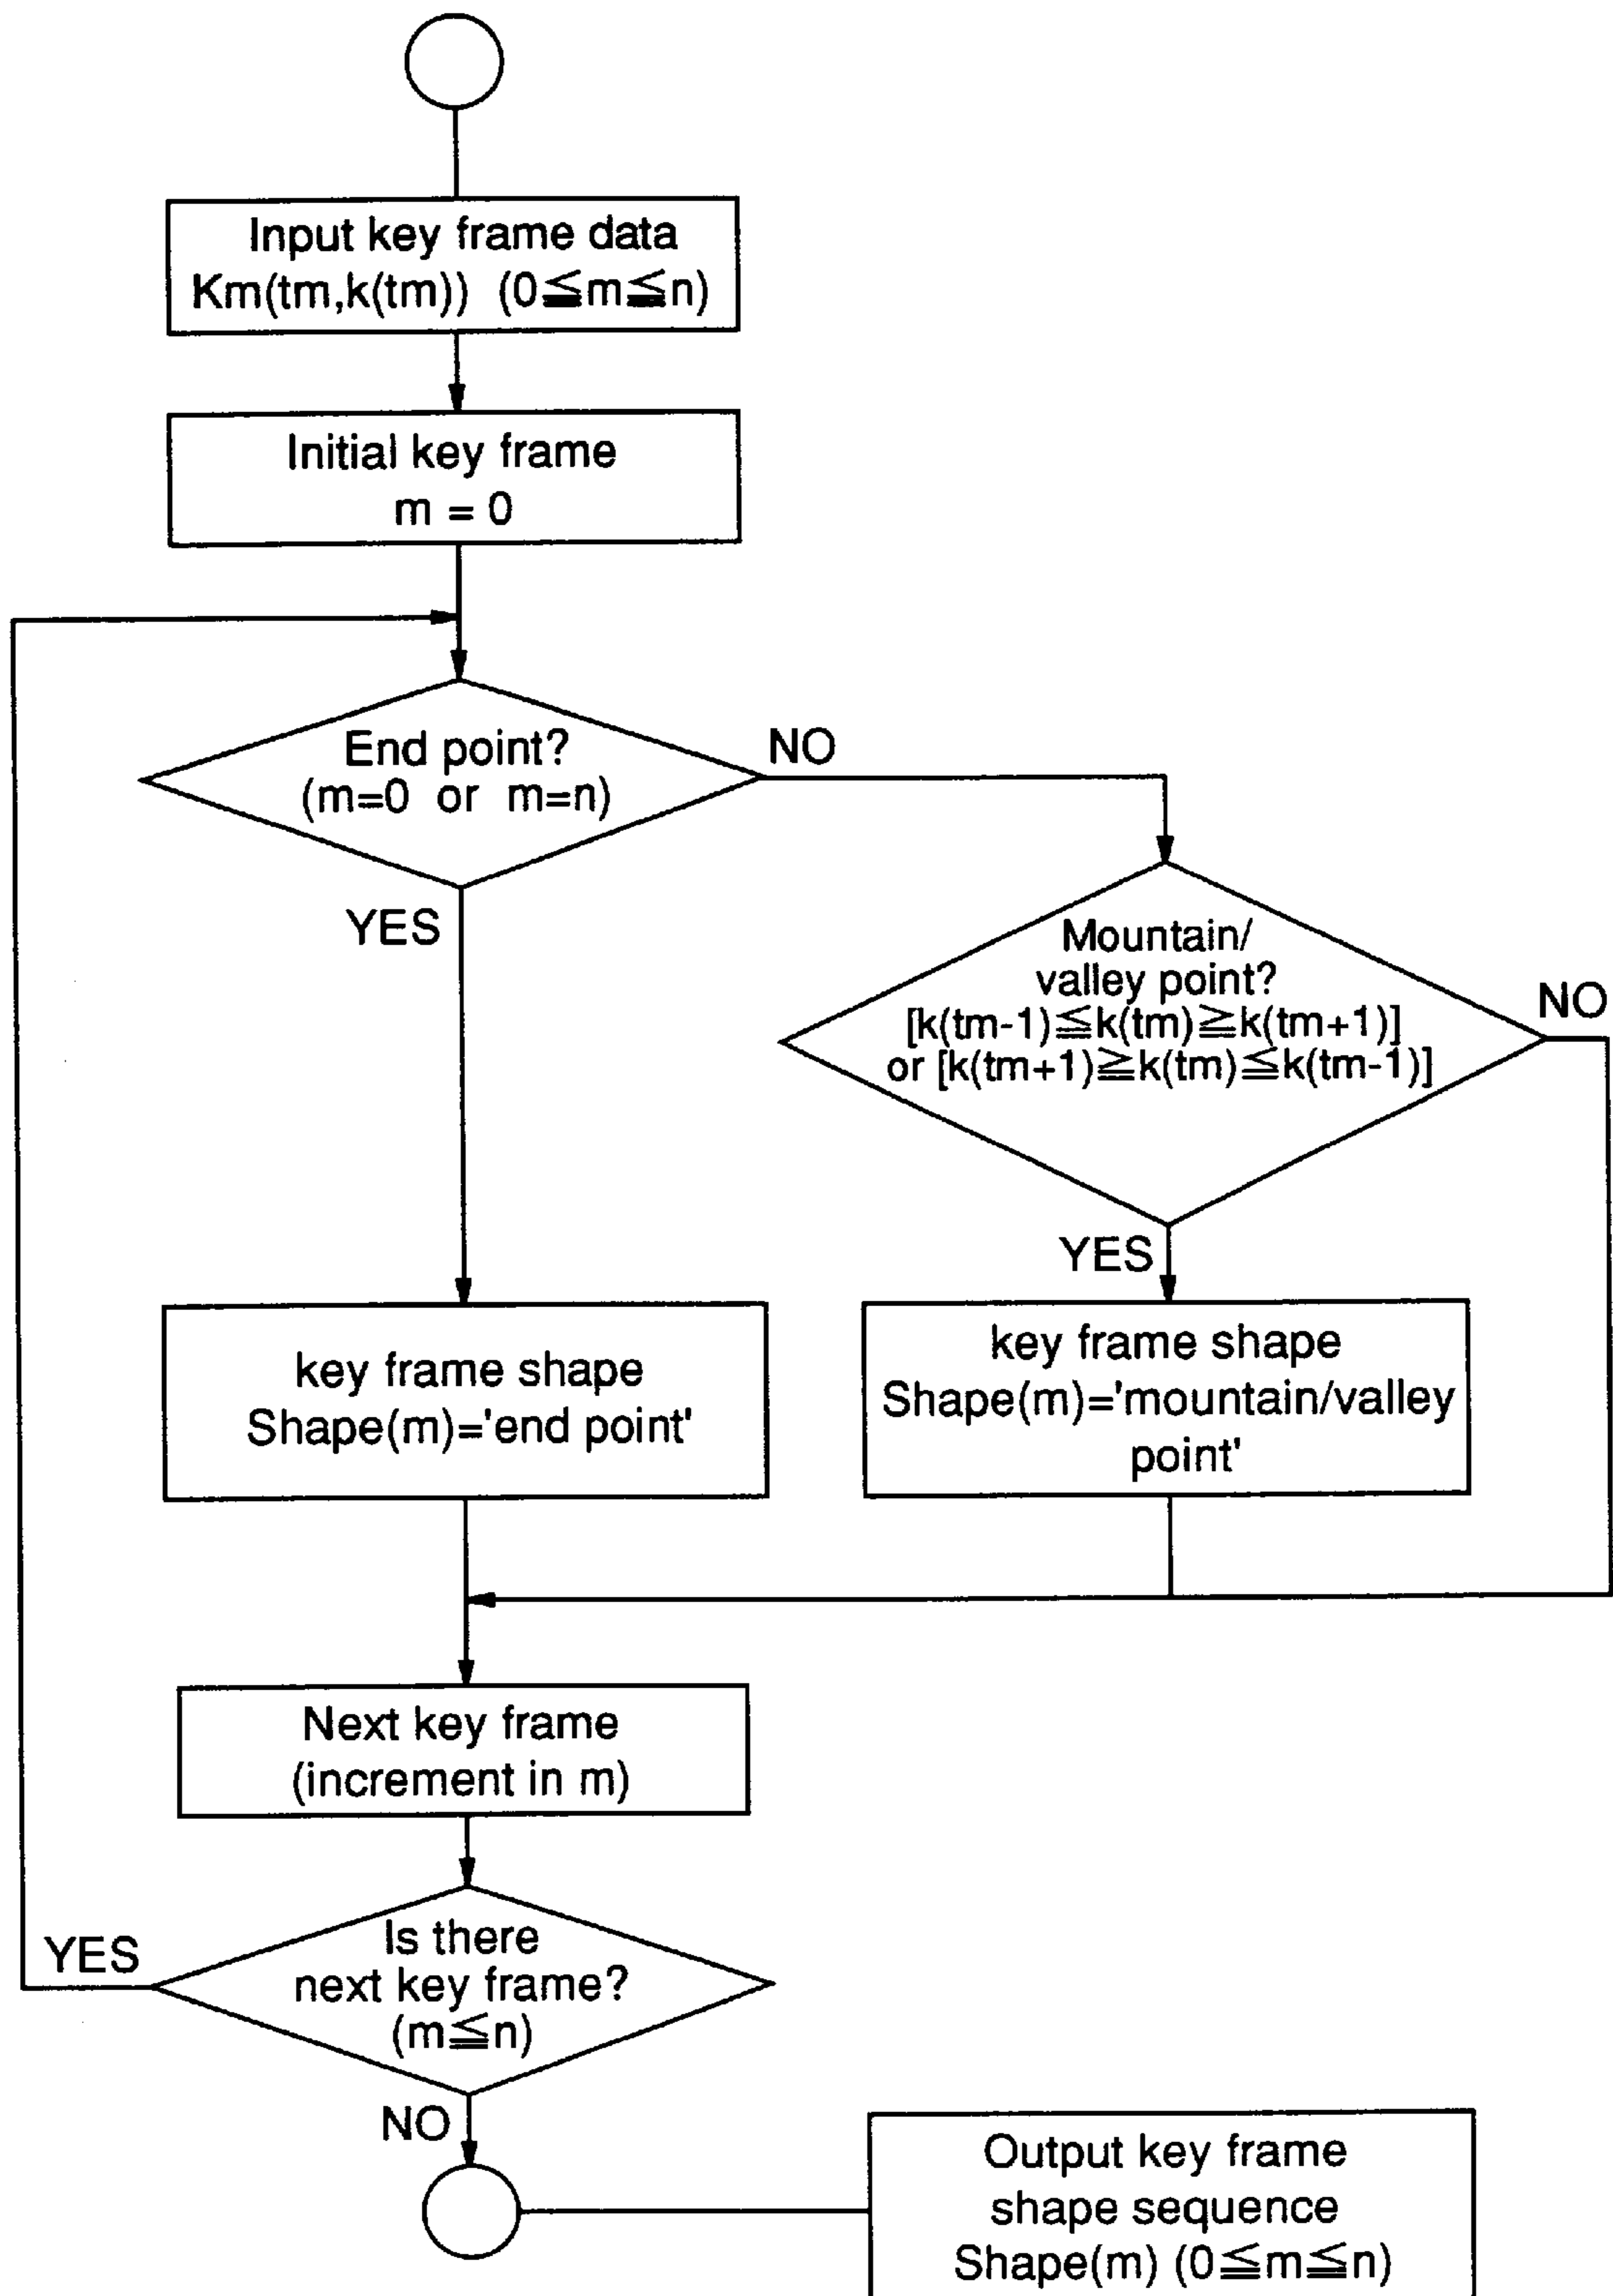 Input key frame data
Km(tm,k(tm)) (0≦m≦n)
Initial key frame
m = 0
End point?
(m=0 or m=n)
NO
YES
Mountain/
valley point?
[k(tm-1)≦k(tm)≧k(tm+1)]
or [k(tm+1)≧k(tm)≦k(tm-1)]
NO
YES
key frame shape
Shape(m)='end point'
key frame shape
Shape(m)='mountain/valley
point'
Next key frame
(increment in m)
Is there
next key frame?
(m≦n)
YES
NO
Output key frame
shape sequence
Shape(m) (0≦m≦n)